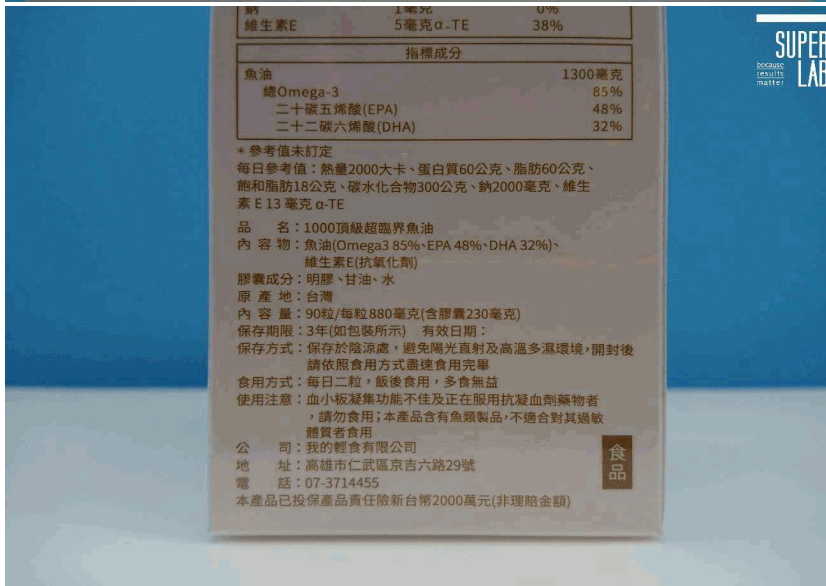 鈉 1毫克 0%
維生素E 5毫克α-TE 38%
指標成分
魚油 1300毫克
總Omega-3 85%
二十碳五烯酸(EPA) 48%
二十二碳六烯酸(DHA) 32%
＊參考值未訂定
每日參考值：熱量2000大卡、蛋白質60公克、脂肪60公克、
飽和脂肪18公克、碳水化合物300公克、鈉2000毫克、維生
素 E 13 毫克 α-TE
品名：1000頂級超臨界魚油
內容物：魚油(Omega3 85%、EPA 48%、DHA 32%)、
維生素E(抗氧化劑)
膠囊成分：明膠、甘油、水
原產地：台灣
內容量：90粒/每粒880毫克(含膠囊230毫克)
保存期限：3年(如包裝所示) 有效日期：
保存方式：保存於陰涼處，避免陽光直射及高溫多濕環境，開封後
請依照食用方式盡速食用完畢
食用方式：每日二粒，飯後食用，多食無益
使用注意：血小板凝集功能不佳及正在服用抗凝血劑藥物者
，請勿食用；本產品含有魚類製品，不適合對其過敏
體質者食用
公司：我的輕食有限公司
地址：高雄市仁武區京吉六路29號
電話：07-3714455
本產品已投保產品責任險新台幣2000萬元(非理賠金額)
食品
SUPER
LAB
because
results
matter